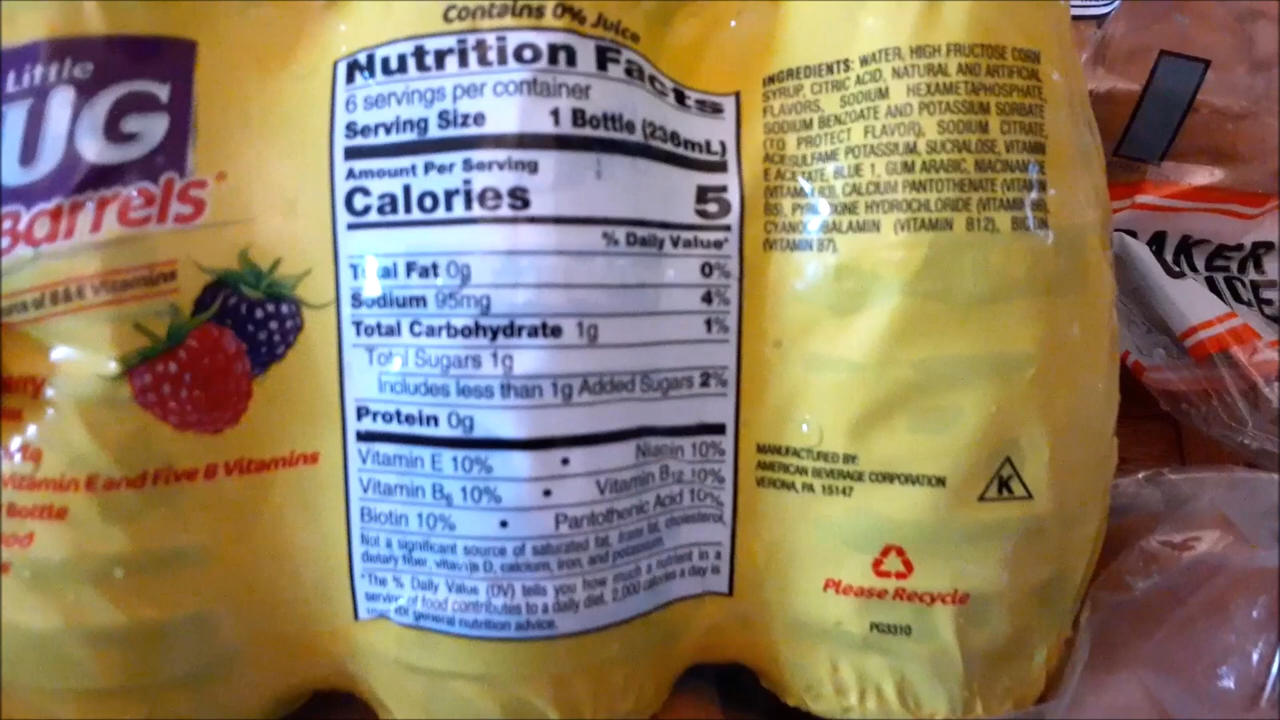 Contains 0% Juice
Little
UG
Barrels
of B & E Vitamins
Vitamin E and Five B Vitamins
Bottle
Nutrition Facts
6 servings per container
Serving Size 1 Bottle (236mL)
Amount Per Serving
Calories 5
% Daily Value*
Total Fat 0g 0%
Sodium 95mg 4%
Total Carbohydrate 1g 1%
Total Sugars 1g
Includes less than 1g Added Sugars 2%
Protein 0g
Vitamin E 10% • Niacin 10%
Vitamin B6 10% • Vitamin B12 10%
Biotin 10% • Pantothenic Acid 10%
Not a significant source of saturated fat, trans fat, cholesterol,
dietary fiber, vitamin D, calcium, iron, and potassium.
*The % Daily Value (DV) tells you how much a nutrient in a
serving of food contributes to a daily diet. 2,000 calories a day is
used for general nutrition advice.
INGREDIENTS: WATER, HIGH FRUCTOSE CORN
SYRUP, CITRIC ACID, NATURAL AND ARTIFICIAL
FLAVORS, SODIUM HEXAMETAPHOSPHATE,
SODIUM BENZOATE AND POTASSIUM SORBATE
(TO PROTECT FLAVOR), SODIUM CITRATE,
ACESULFAME POTASSIUM, SUCRALOSE, VITAMIN
E ACETATE, BLUE 1, GUM ARABIC, NIACINAMIDE
(VITAMIN B3), CALCIUM PANTOTHENATE (VITAMIN
B5), PYRIDOXINE HYDROCHLORIDE (VITAMIN B6),
CYANOCOBALAMIN (VITAMIN B12), BIOTIN
(VITAMIN B7).
MANUFACTURED BY:
AMERICAN BEVERAGE CORPORATION
VERONA, PA 15147
K
Please Recycle
PG3310
AKER
ICE